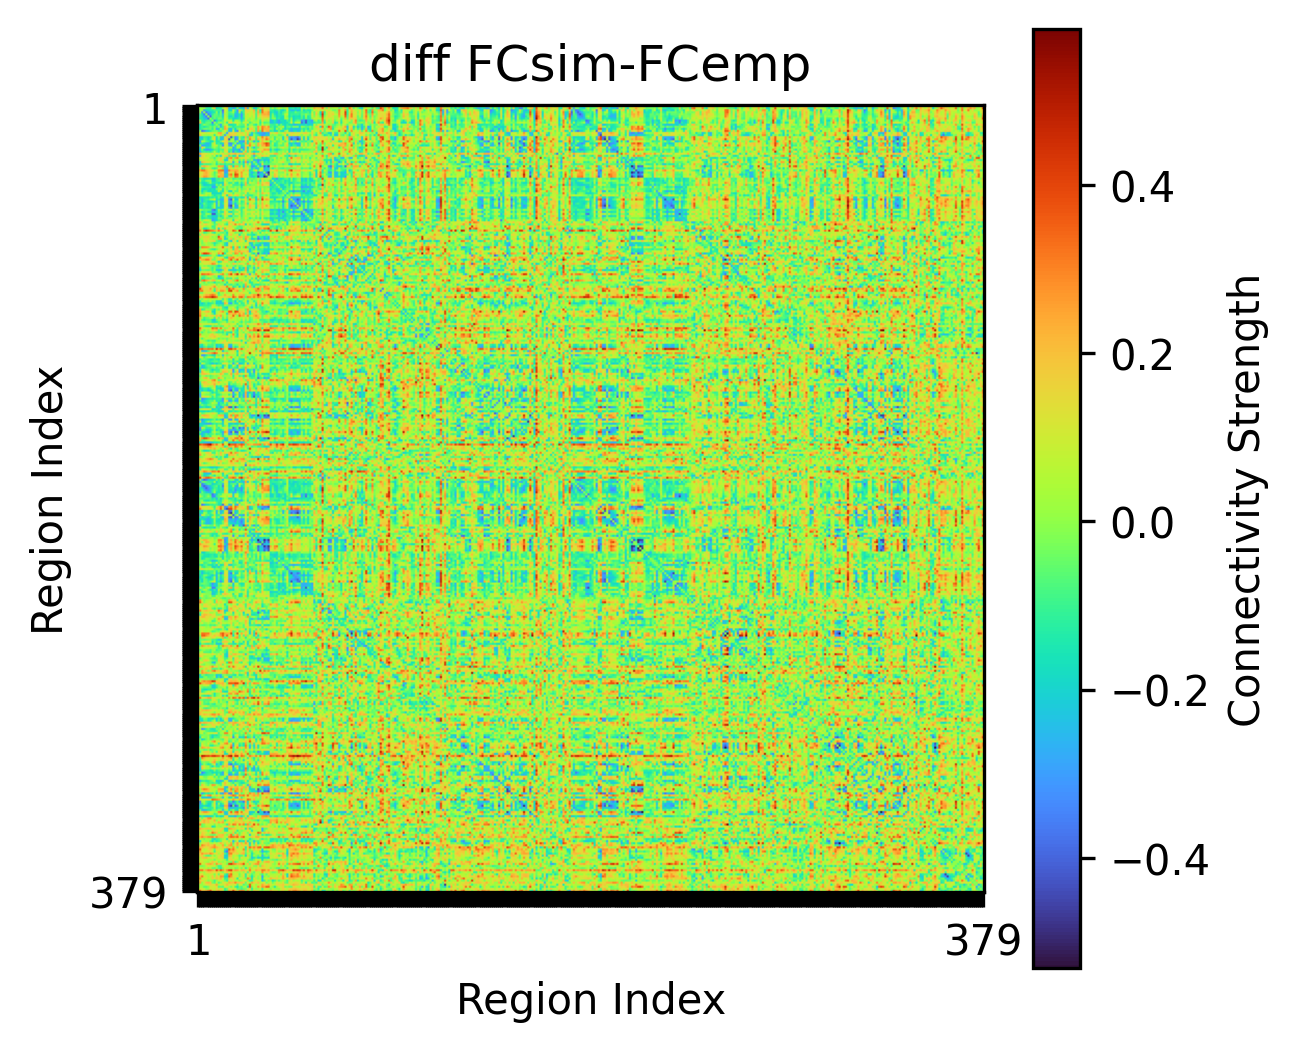 diff FCsim-FCemp
1
379
Region Index
1
379
Region Index
0.4
0.2
0.0
−0.2
−0.4
Connectivity Strength